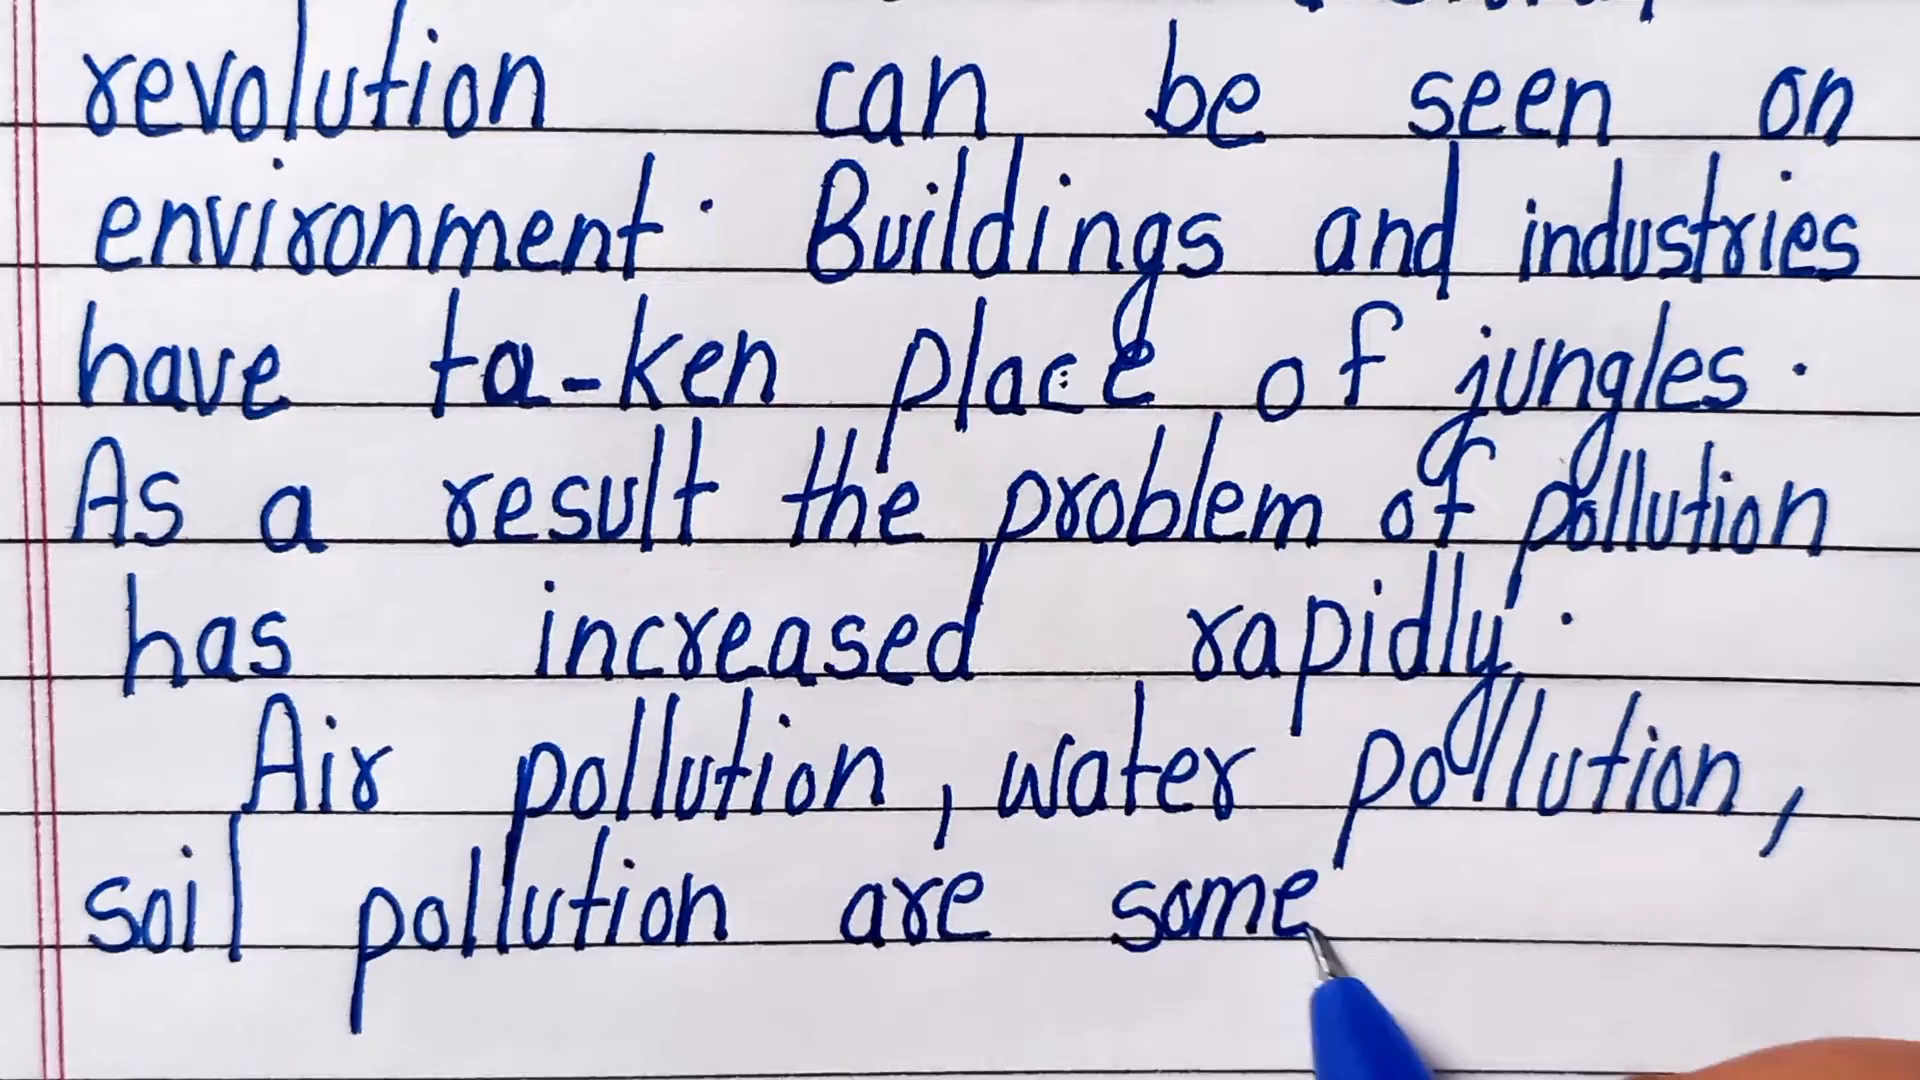 revolution can be seen on
environment. Buildings and industries
have ta-ken place of jungles.
As a result the problem of pollution
has increased rapidly.
Air pollution, water pollution,
soil pollution are some